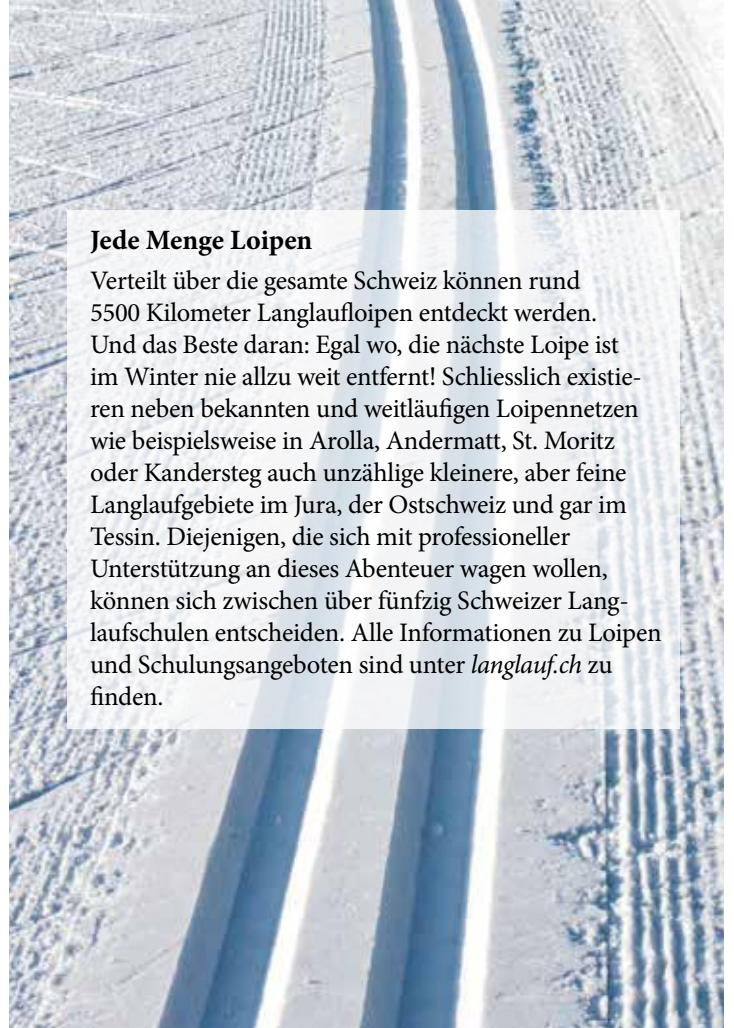 Jede Menge Loipen
Verteilt über die gesamte Schweiz können rund
5500 Kilometer Langlaufloipen entdeckt werden.
Und das Beste daran: Egal wo, die nächste Loipe ist
im Winter nie allzu weit entfernt! Schliesslich existie-
ren neben bekannten und weitläufigen Loipennetzen
wie beispielsweise in Arolla, Andermatt, St. Moritz
oder Kandersteg auch unzählige kleinere, aber feine
Langlaufgebiete im Jura, der Ostschweiz und gar im
Tessin. Diejenigen, die sich mit professioneller
Unterstützung an dieses Abenteuer wagen wollen,
können sich zwischen über fünfzig Schweizer Lang-
laufschulen entscheiden. Alle Informationen zu Loipen
und Schulungsangeboten sind unter langlauf.ch zu
finden.